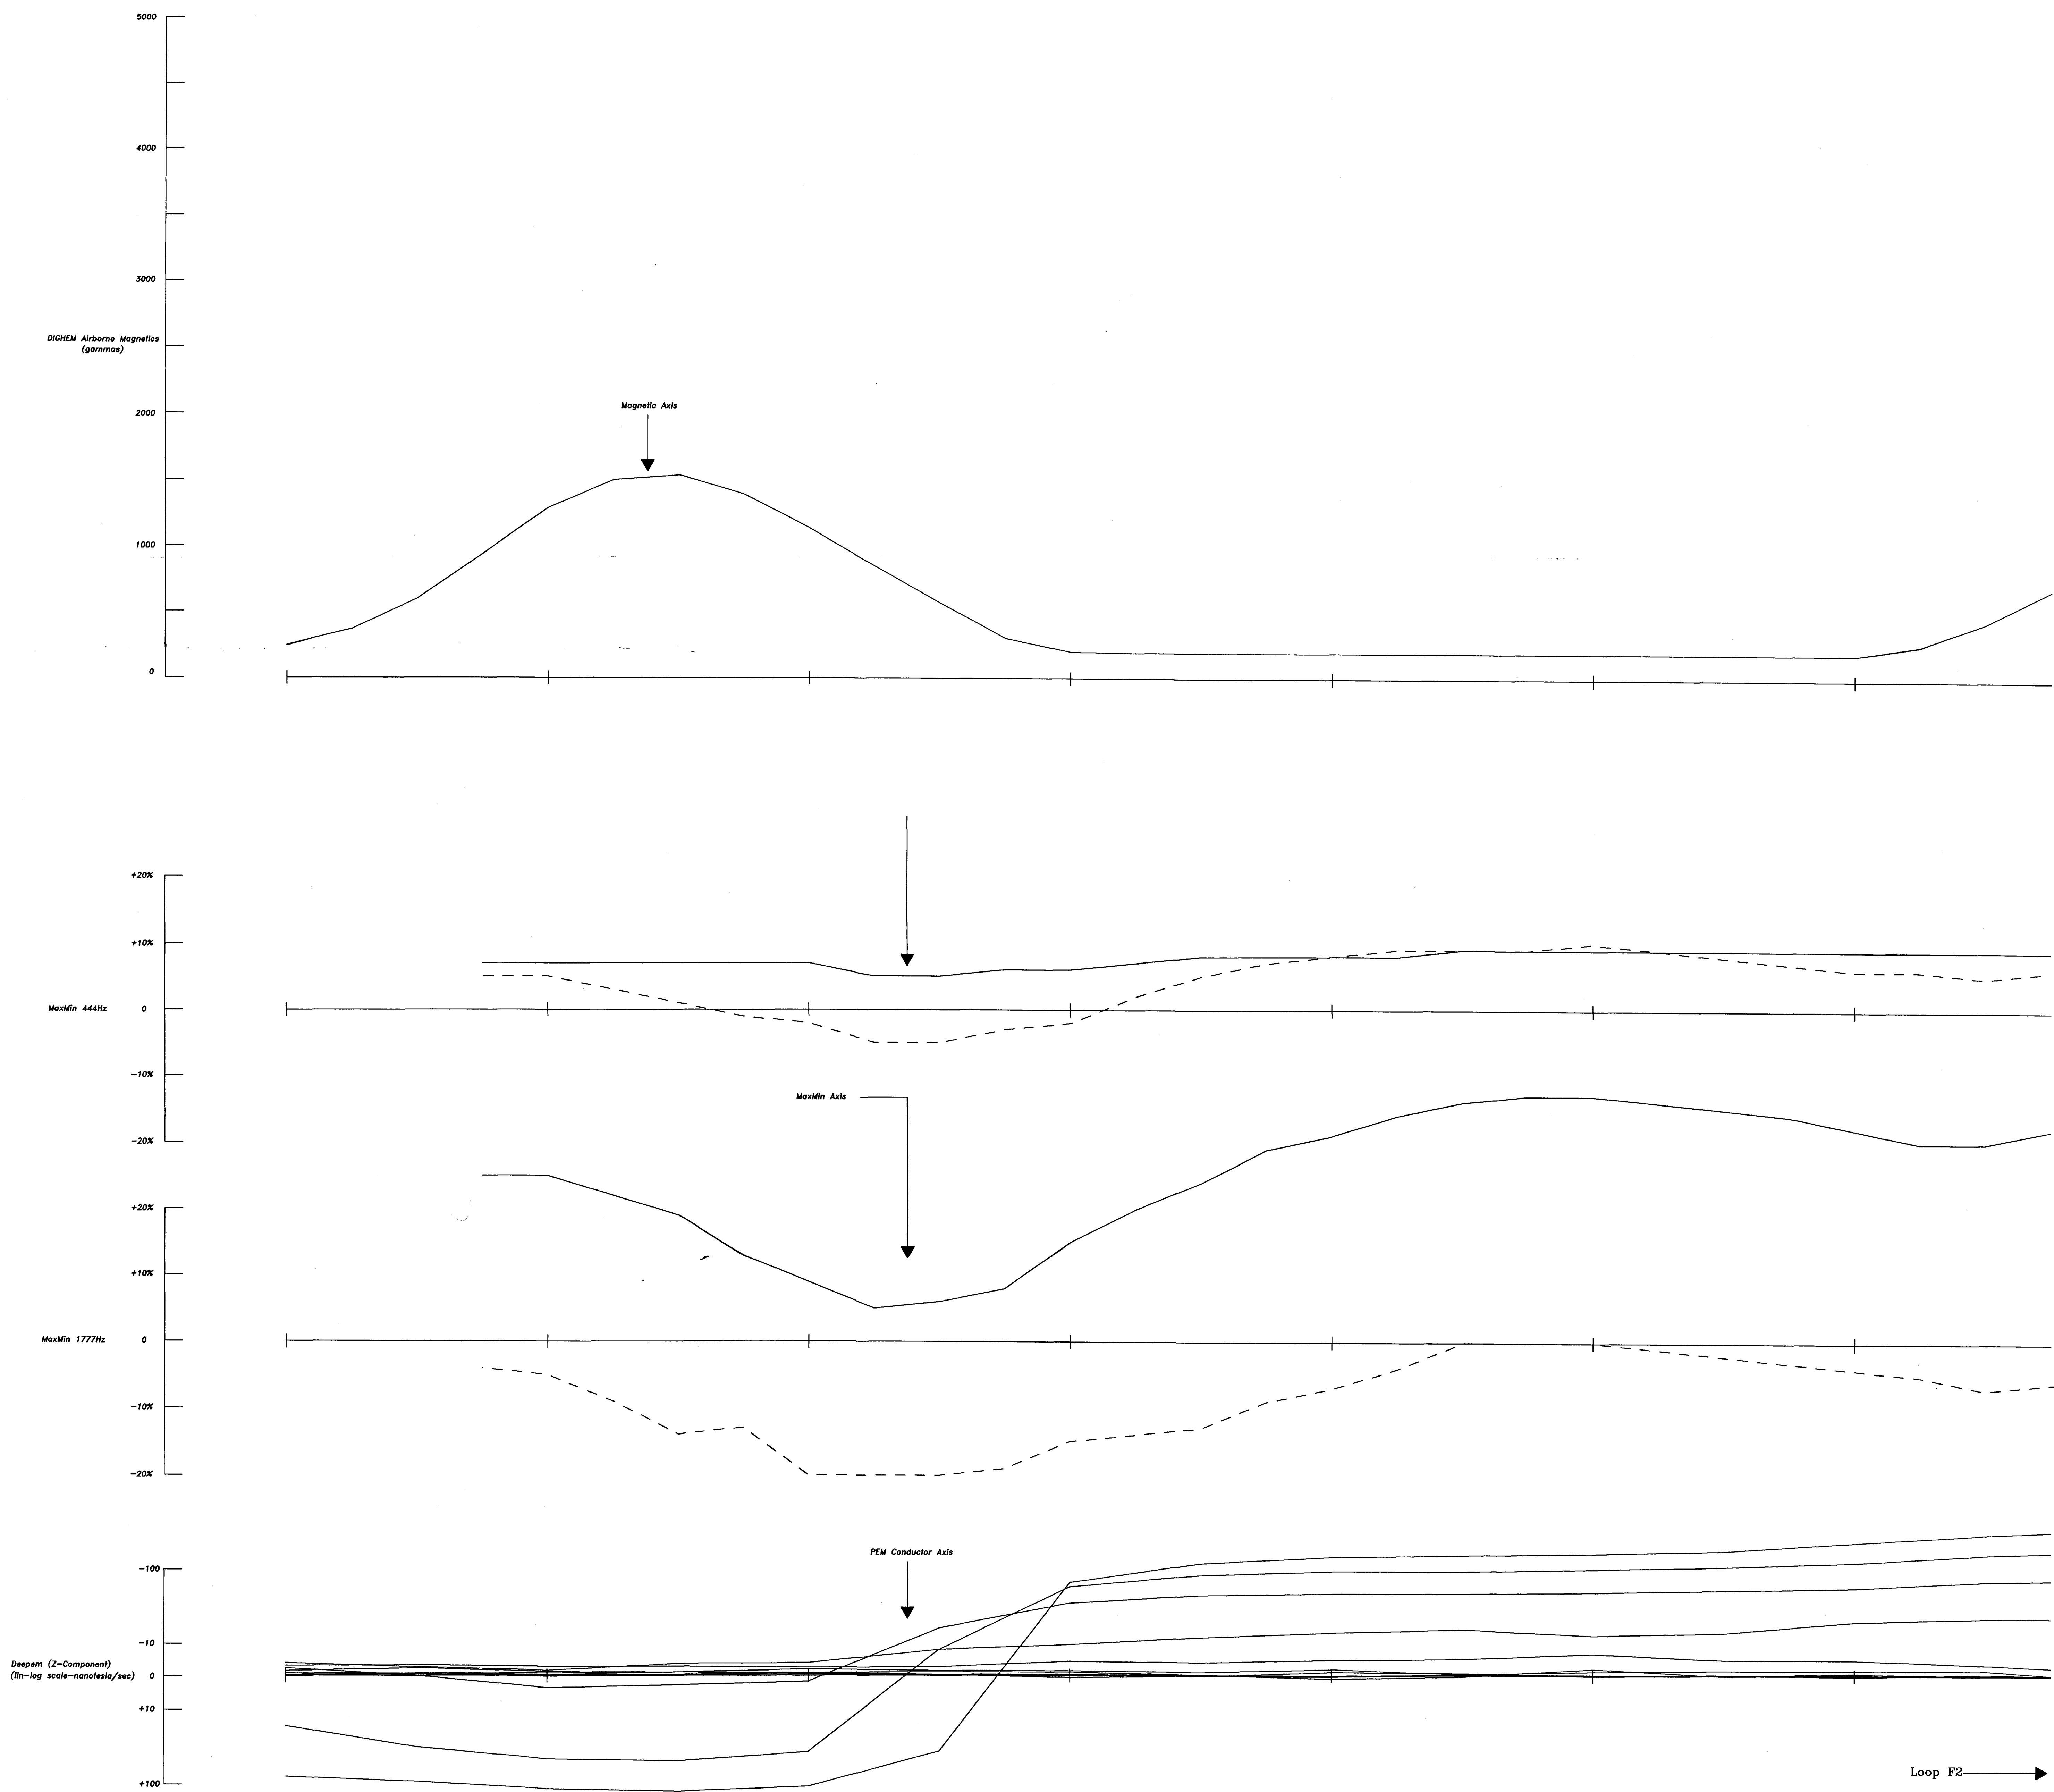 5000
4000
3000
DIGHEM Airborne Magnetics
(gammas)
2000
Magnetic Axis
1000
0
+20%
+10%
MaxMin 444Hz 0
-10%
MaxMin Axis
-20%
+20%
+10%
MaxMin 1777Hz 0
-10%
-20%
PEM Conductor Axis
-100
-10
Deepem (Z-Component)
(lin-log scale-nanotesla/sec) 0
+10
Loop F2
+100